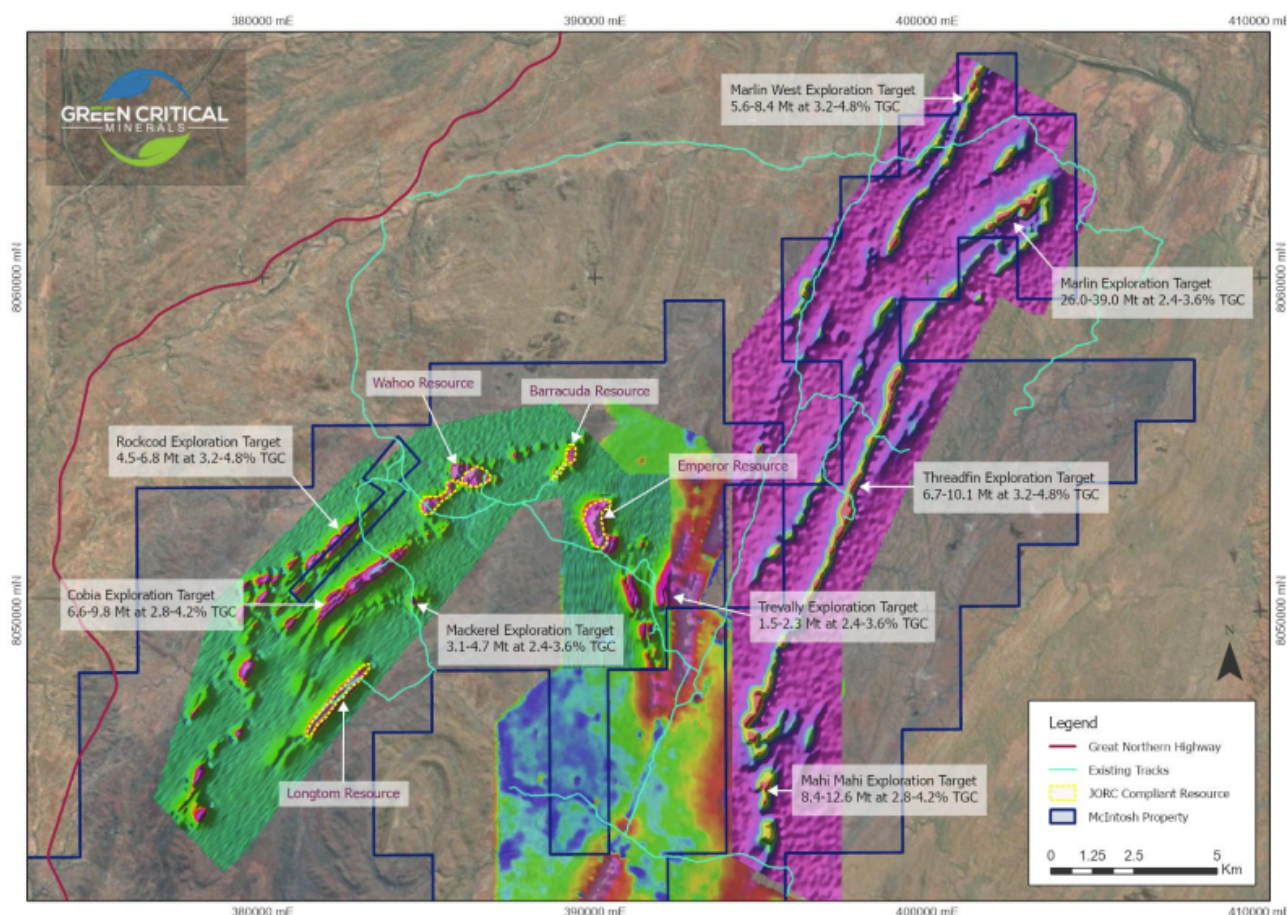 380000 mE
390000 mE
400000 mE
410000 mE
GREEN CRITICAL
MINERALS
Marlin West Exploration Target
5.6-8.4 Mt at 3.2-4.8% TGC
8060000 mN
8060000 mN
Marlin Exploration Target
26.0-39.0 Mt at 2.4-3.6% TGC
Wahoo Resource
Barracuda Resource
Rockcod Exploration Target
4.5-6.8 Mt at 3.2-4.8% TGC
Emperor Resource
Threadfin Exploration Target
6.7-10.1 Mt at 3.2-4.8% TGC
Cobia Exploration Target
6.6-9.8 Mt at 2.8-4.2% TGC
Trevally Exploration Target
1.5-2.3 Mt at 2.4-3.6% TGC
Mackerel Exploration Target
3.1-4.7 Mt at 2.4-3.6% TGC
8050000 mN
8050000 mN
N
Longtom Resource
Mahi Mahi Exploration Target
8.4-12.6 Mt at 2.8-4.2% TGC
Legend
Great Northern Highway
Existing Tracks
JORC Compliant Resource
McIntosh Property
0 1.25 2.5 5
Km
380000 mE
390000 mE
400000 mE
410000 mE